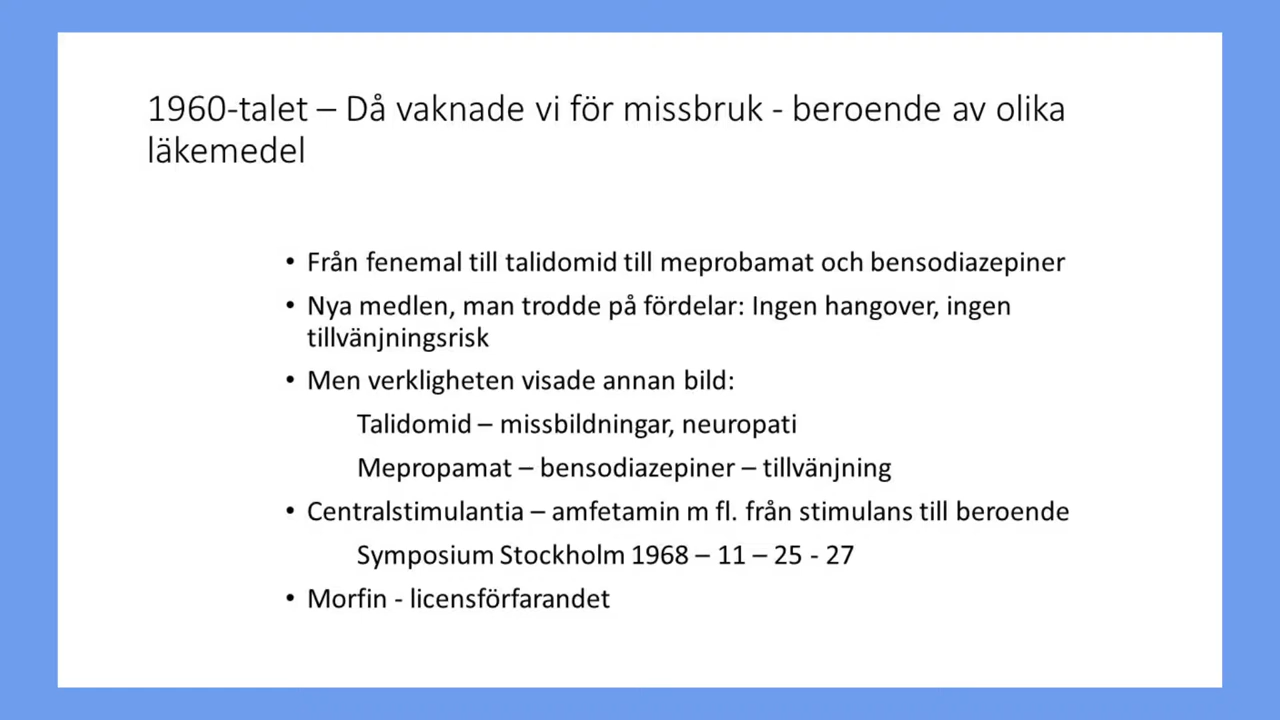 1960-talet – Då vaknade vi för missbruk - beroende av olika
läkemedel
• Från fenemal till talidomid till meprobamat och bensodiazepiner
• Nya medlen, man trodde på fördelar: Ingen hangover, ingen
tillvänjningsrisk
• Men verkligheten visade annan bild:
Talidomid – missbildningar, neuropati
Mepropamat – bensodiazepiner – tillvänjning
• Centralstimulantia – amfetamin m fl. från stimulans till beroende
Symposium Stockholm 1968 – 11 – 25 - 27
• Morfin - licensförfarandet